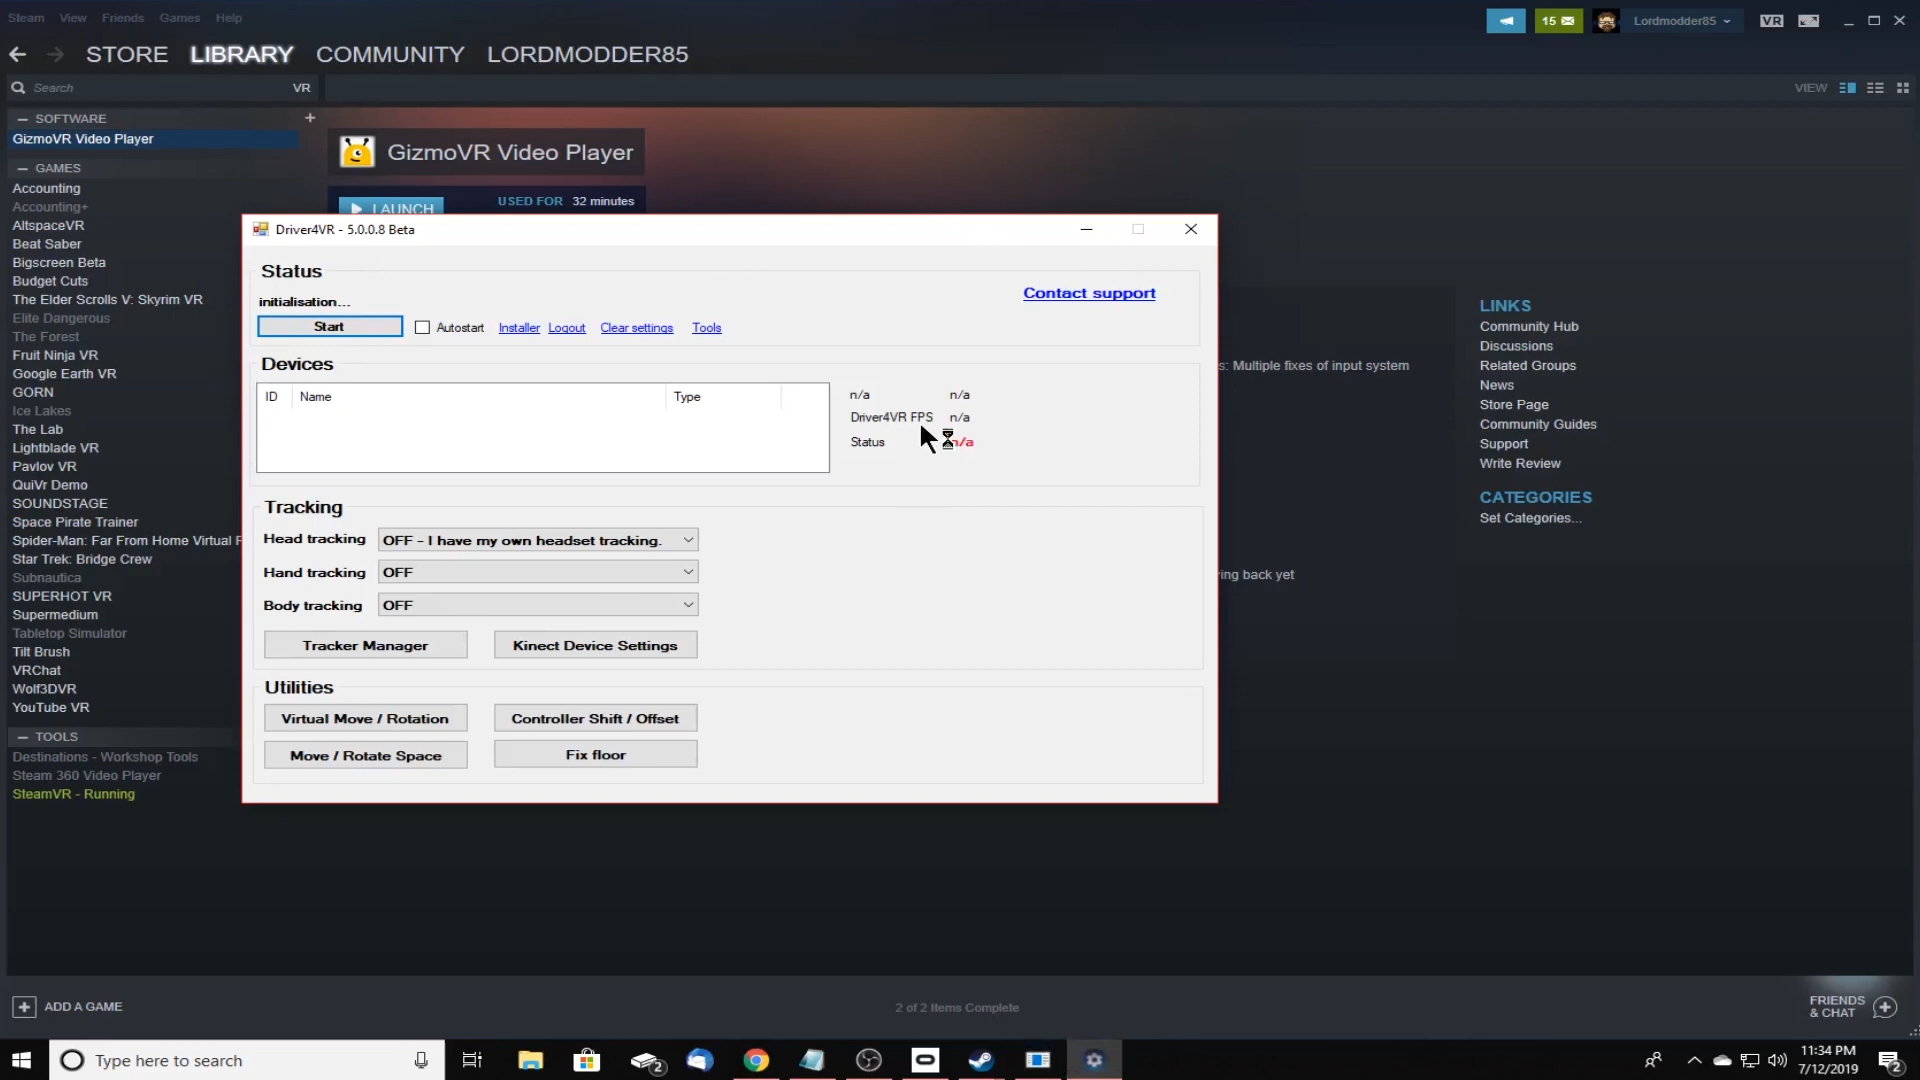 Steam View Friends Games Help
15
Lordmodder85
VR
STORE LIBRARY COMMUNITY LORDMODDER85
Search
VR
VIEW
SOFTWARE
GizmoVR Video Player
GAMES
Accounting
Accounting+
AltspaceVR
Beat Saber
Bigscreen Beta
Budget Cuts
The Elder Scrolls V: Skyrim VR
Elite Dangerous
The Forest
Fruit Ninja VR
Google Earth VR
GORN
Ice Lakes
The Lab
Lightblade VR
Pavlov VR
QuiVr Demo
SOUNDSTAGE
Space Pirate Trainer
Spider-Man: Far From Home Virtual
Star Trek: Bridge Crew
Subnautica
SUPERHOT VR
Supermedium
Tabletop Simulator
Tilt Brush
VRChat
Wolf3DVR
YouTube VR
TOOLS
Destinations - Workshop Tools
Steam 360 Video Player
SteamVR - Running
GizmoVR Video Player
LAUNCH
USED FOR 32 minutes
Driver4VR - 5.0.0.8 Beta
Status
initialisation...
Contact support
Start
Autostart Installer Logout Clear settings Tools
Devices
ID Name Type
n/a n/a
Driver4VR FPS n/a
Status n/a
Tracking
Head tracking OFF - I have my own headset tracking.
Hand tracking OFF
Body tracking OFF
Tracker Manager Kinect Device Settings
Utilities
Virtual Move / Rotation Controller Shift / Offset
Move / Rotate Space Fix floor
s: Multiple fixes of input system
ing back yet
LINKS
Community Hub
Discussions
Related Groups
News
Store Page
Community Guides
Support
Write Review
CATEGORIES
Set Categories...
ADD A GAME
2 of 2 Items Complete
FRIENDS
& CHAT
Type here to search
2
11:34 PM
7/12/2019
2